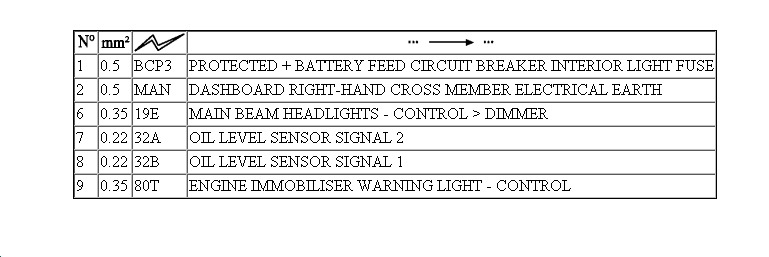 N° mm² ... ...
1 0.5 BCP3 PROTECTED + BATTERY FEED CIRCUIT BREAKER INTERIOR LIGHT FUSE
2 0.5 MAN DASHBOARD RIGHT-HAND CROSS MEMBER ELECTRICAL EARTH
6 0.35 19E MAIN BEAM HEADLIGHTS - CONTROL > DIMMER
7 0.22 32A OIL LEVEL SENSOR SIGNAL 2
8 0.22 32B OIL LEVEL SENSOR SIGNAL 1
9 0.35 80T ENGINE IMMOBILISER WARNING LIGHT - CONTROL